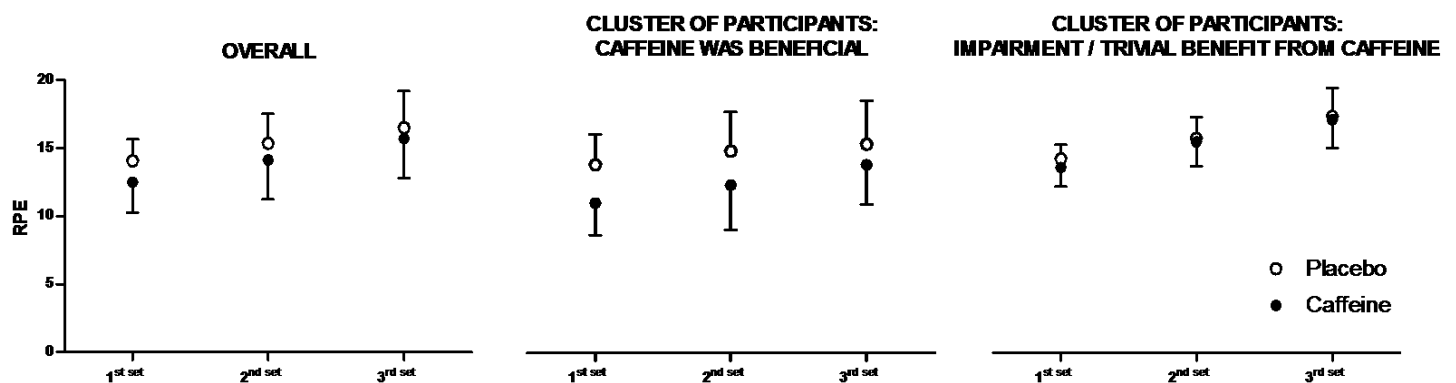 OVERALL
CLUSTER OF PARTICIPANTS:
CAFFEINE WAS BENEFICIAL
CLUSTER OF PARTICIPANTS:
IMPAIRMENT / TRIVIAL BENEFIT FROM CAFFEINE
RPE
20
15
10
5
0
1st set
2nd set
3rd set
1st set
2nd set
3rd set
1st set
2nd set
3rd set
Placebo
Caffeine